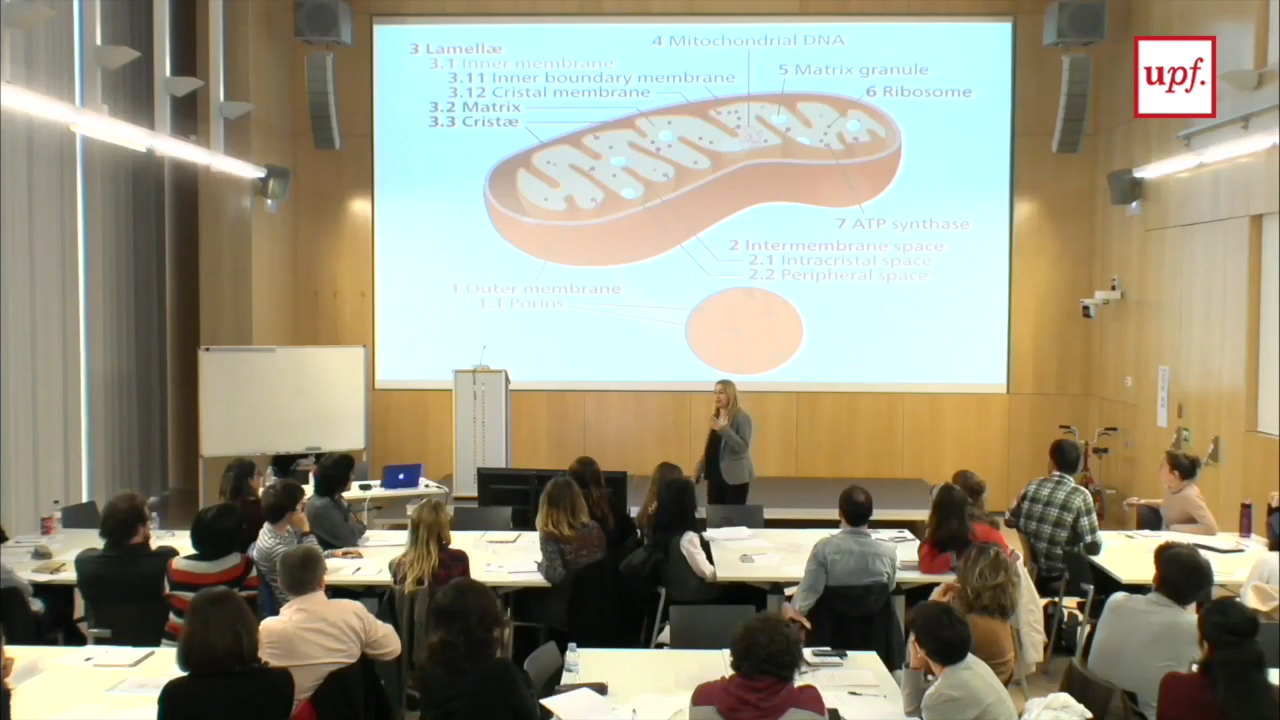 upf.
3 Lamellæ
3.1 Inner membrane
3.11 Inner boundary membrane
3.12 Cristal membrane
3.2 Matrix
3.3 Cristæ
4 Mitochondrial DNA
5 Matrix granule
6 Ribosome
7 ATP synthase
2 Intermembrane space
2.1 Intracristal space
2.2 Peripheral space
1 Outer membrane
1.1 Porins